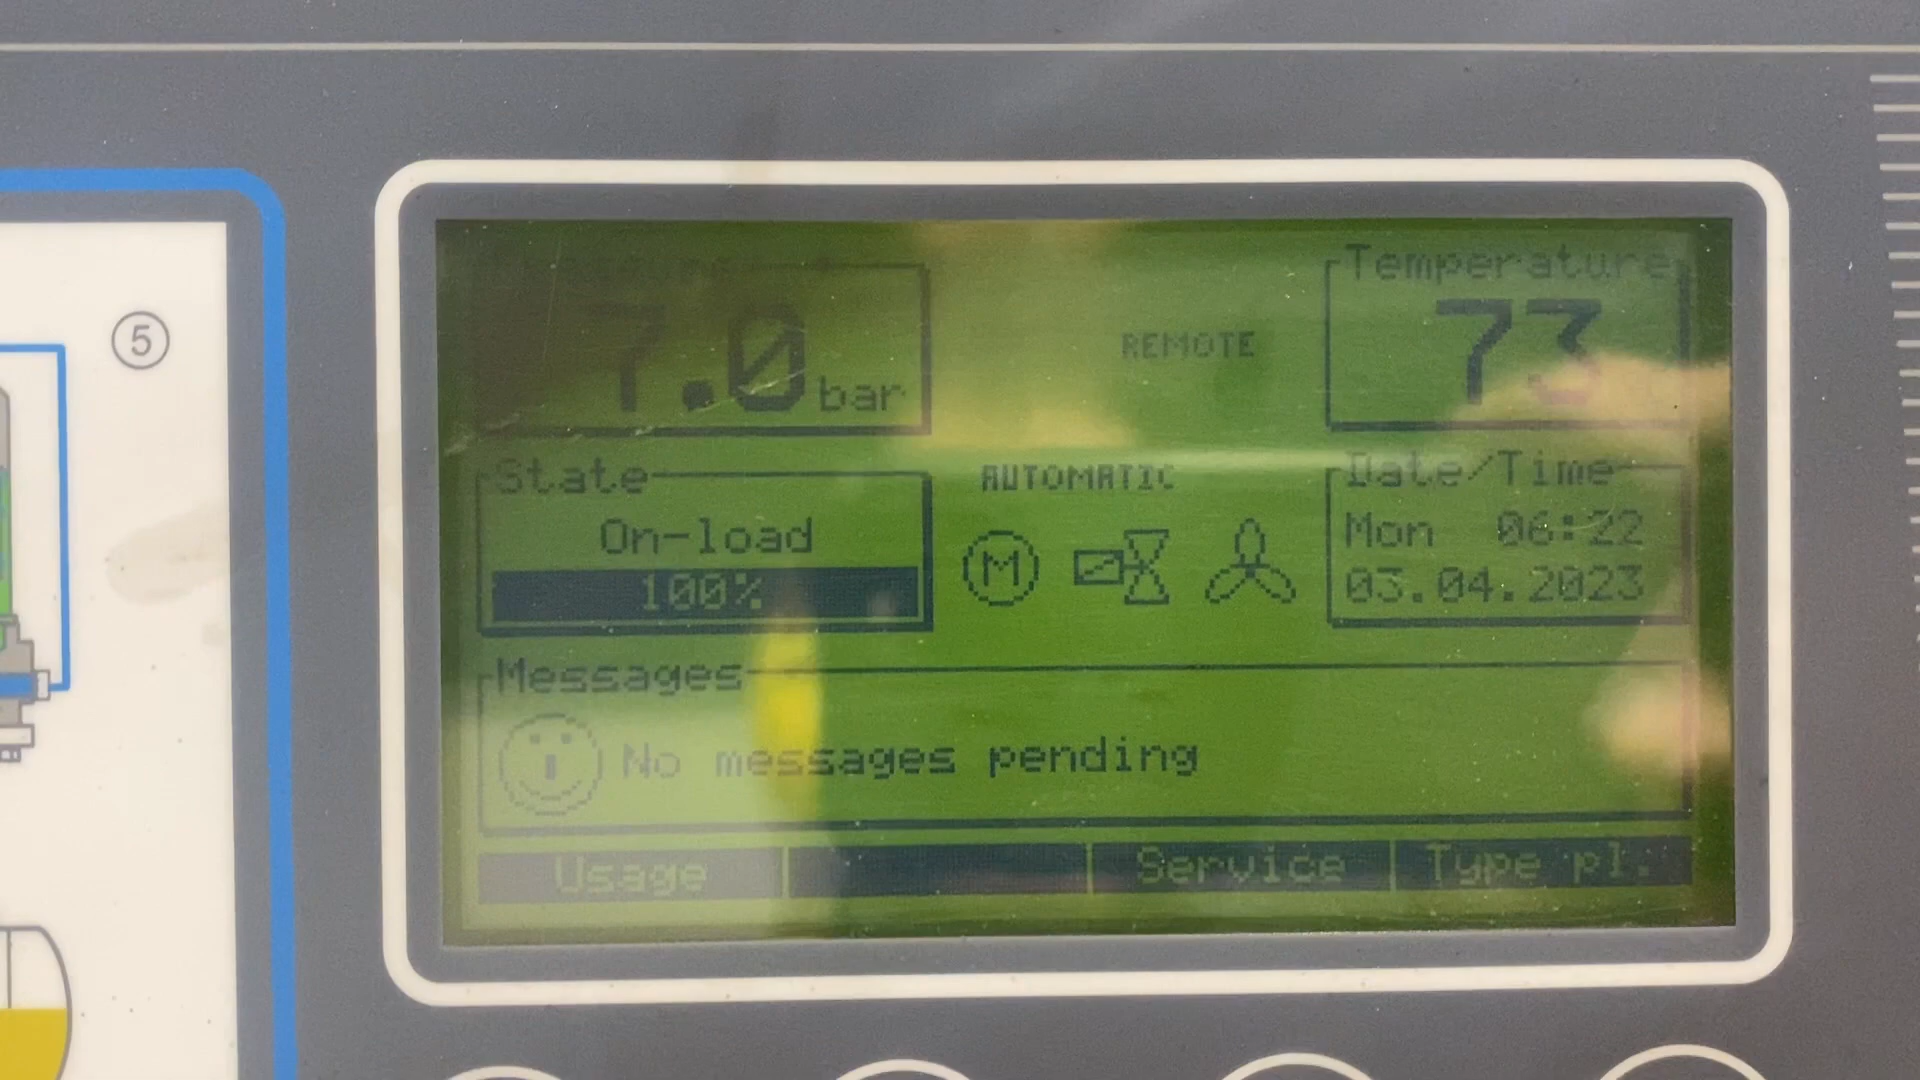 5
Pressure
7.0 bar
REMOTE
Temperature
73
State
On-load
100%
AUTOMATIC
M
Date/Time
Mon 06:22
03.04.2023
Messages
No messages pending
Usage
Service
Type pl.